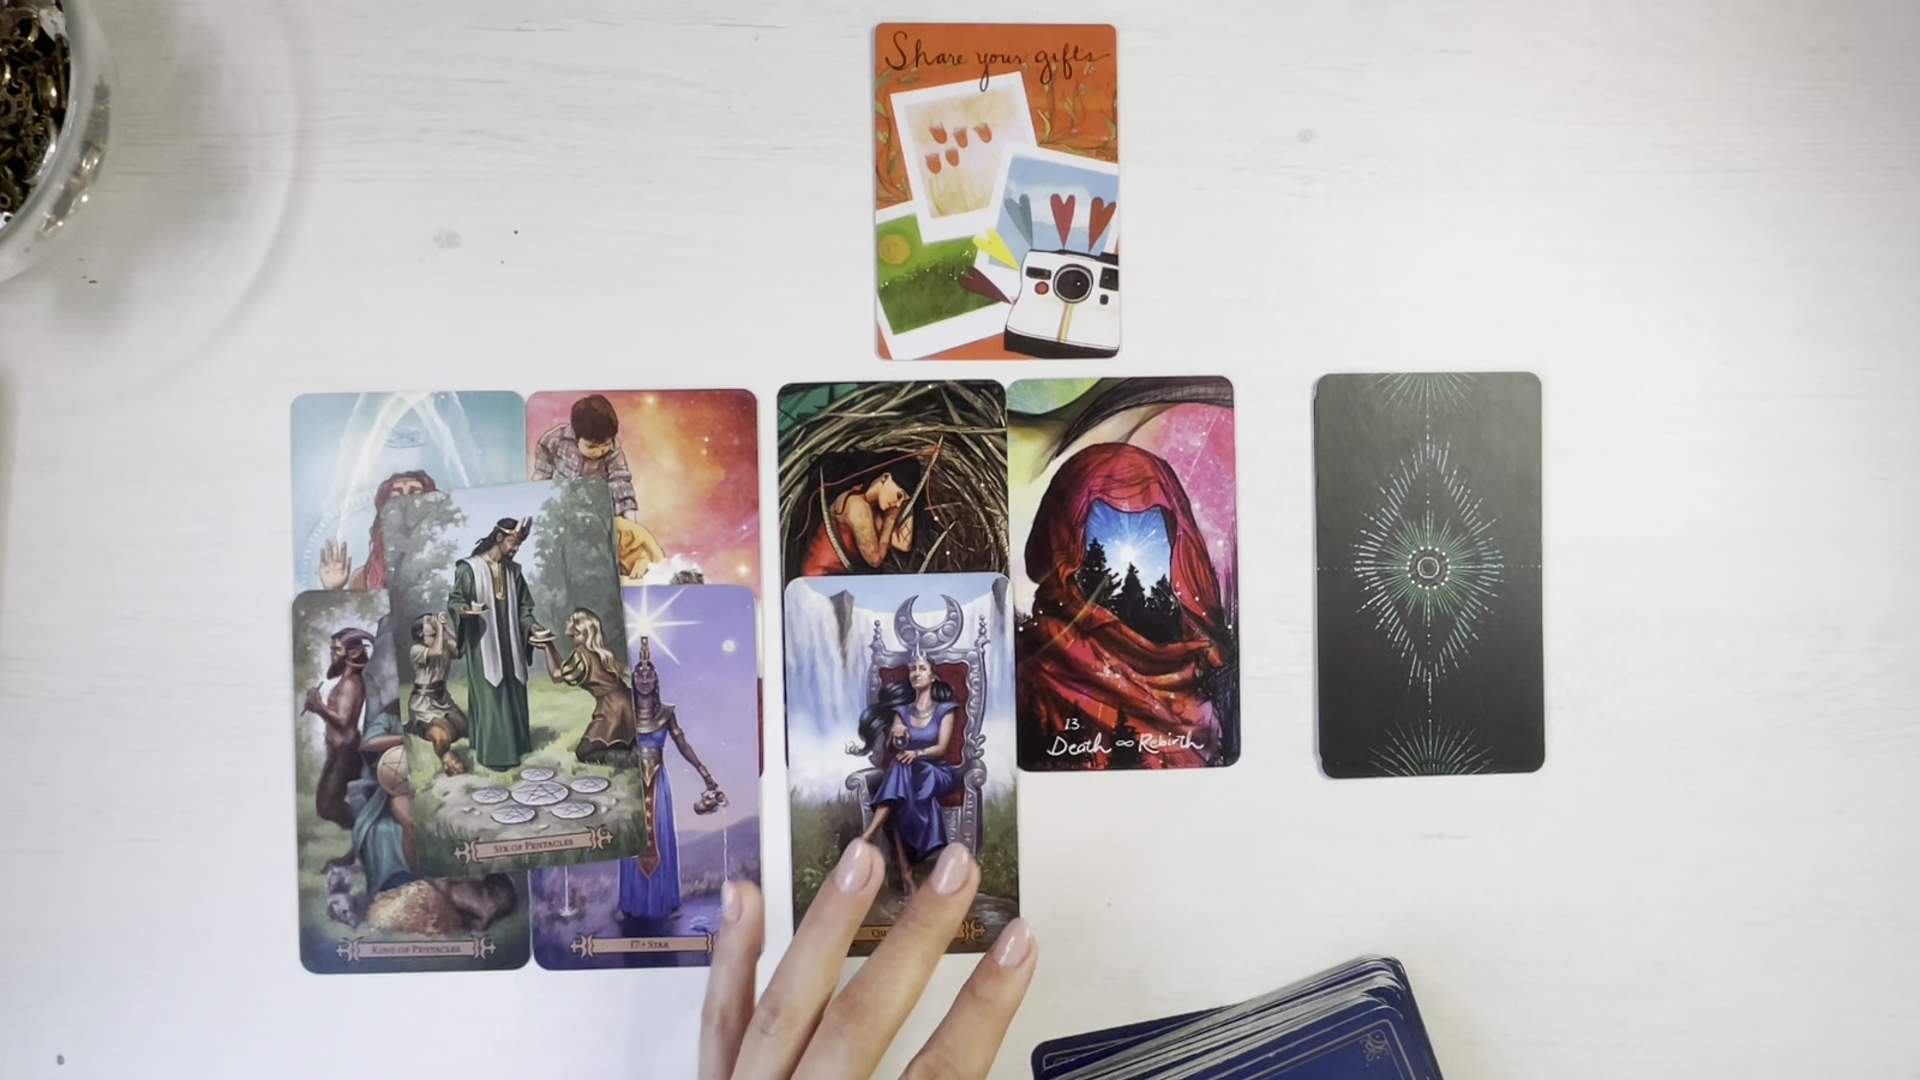 Share your gifts
13
Death ∞ Rebirth
SIX OF PENTACLES
KING OF PENTACLES
17 • STAR